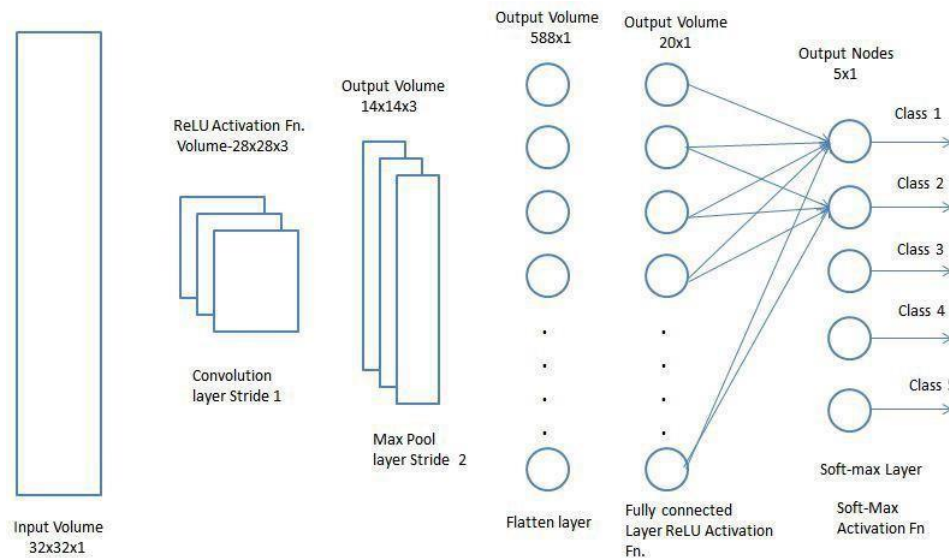 Input Volume
32x32x1
ReLU Activation Fn.
Volume-28x28x3
Convolution
layer Stride 1
Output Volume
14x14x3
Max Pool
layer Stride 2
Output Volume
588x1
Flatten layer
Output Volume
20x1
Fully connected
Layer ReLU Activation
Fn.
Output Nodes
5x1
Class 1
Class 2
Class 3
Class 4
Class
Soft-max Layer
Soft-Max
Activation Fn